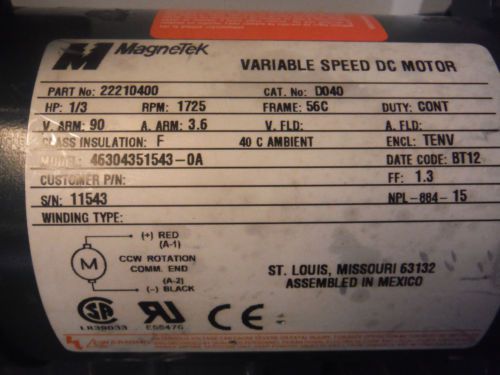 MagneTek
VARIABLE SPEED DC MOTOR
PART No: 22210400 CAT. No: D040
HP: 1/3 RPM: 1725 FRAME: 56C DUTY: CONT
V. ARM: 90 A. ARM: 3.6 V. FLD: A. FLD:
CLASS INSULATION: F 40 C AMBIENT ENCL: TENV
MODEL: 46304351543-0A DATE CODE: BT12
CUSTOMER P/N: FF: 1.3
S/N: 11543 NPL-884-15
WINDING TYPE:
(+) RED
(A-1)
M
CCW ROTATION
COMM. END
(A-2)
(-) BLACK
ST. LOUIS, MISSOURI 63132
ASSEMBLED IN MEXICO
LR39033 E55476